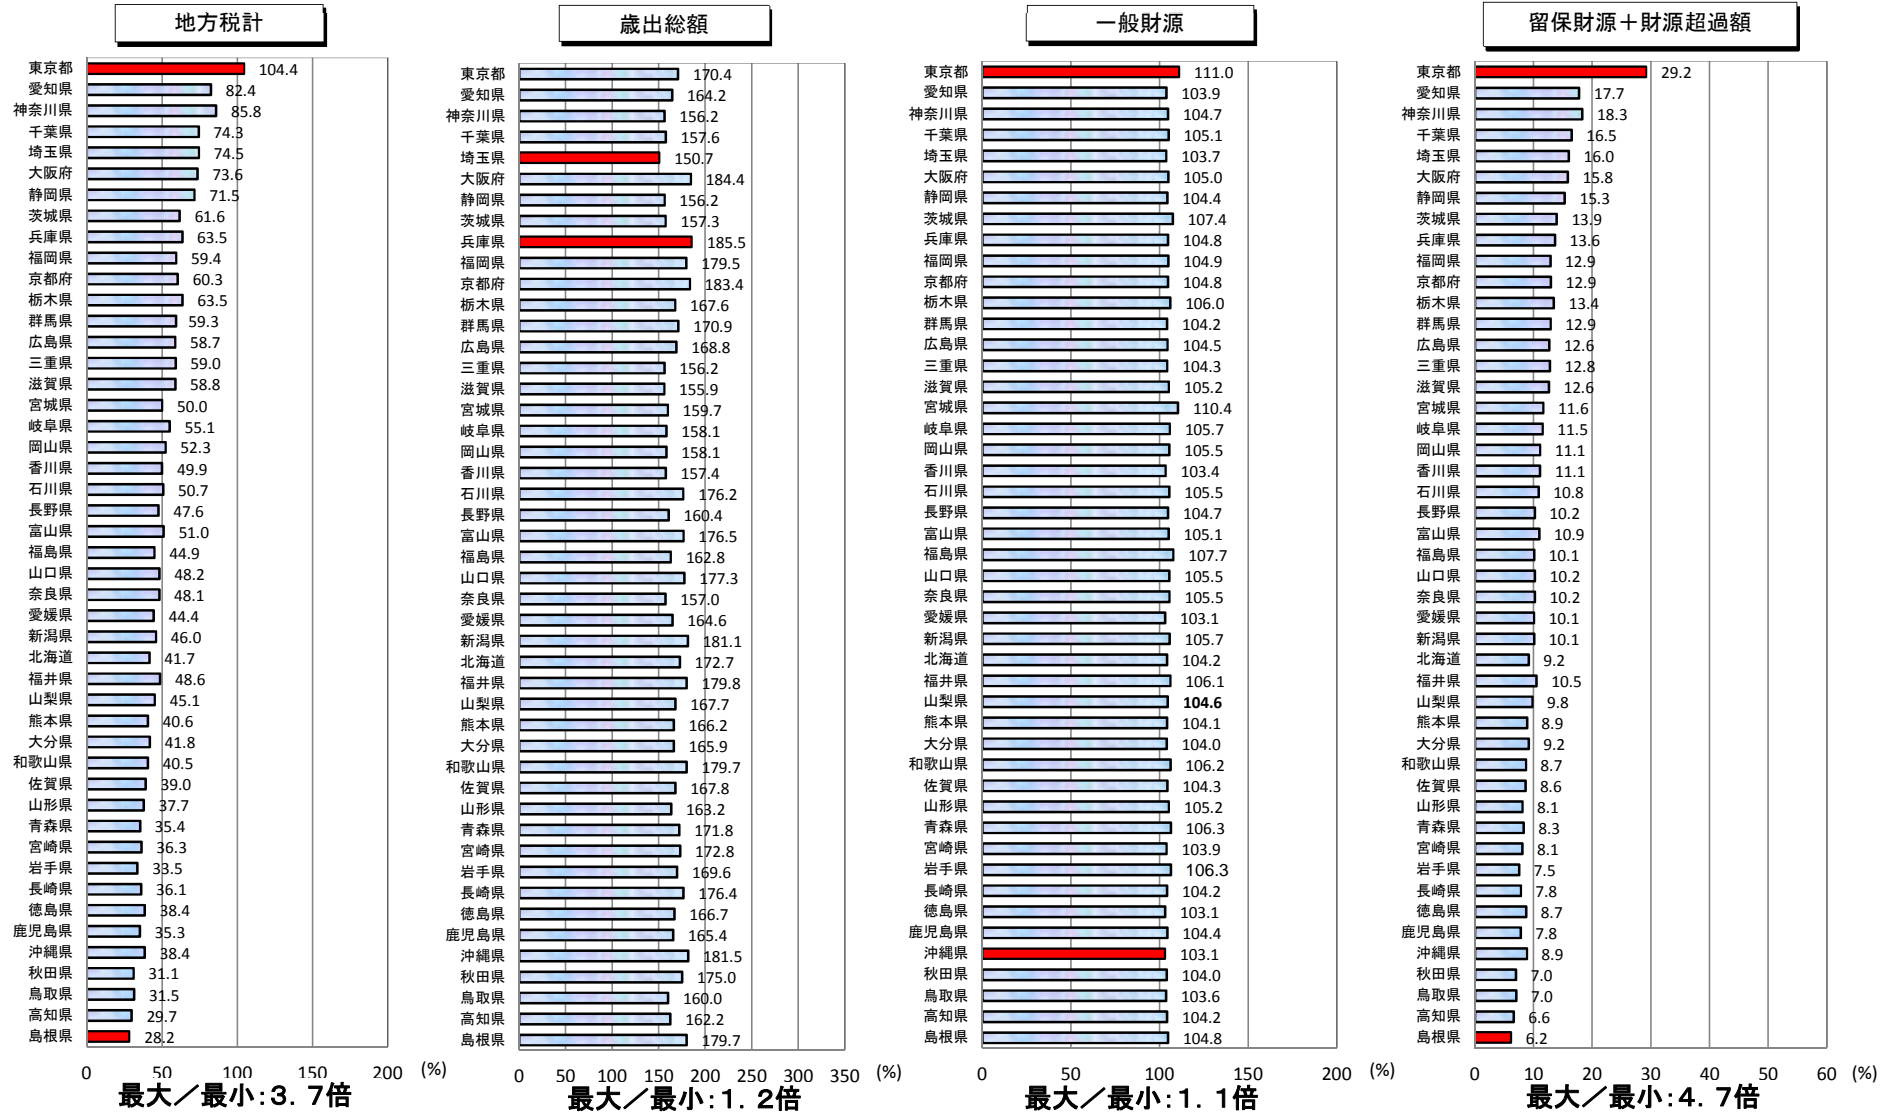 地方税計
東京都 104.4
愛知県 82.4
神奈川県 85.8
千葉県 74.3
埼玉県 74.5
大阪府 73.6
静岡県 71.5
茨城県 61.6
兵庫県 63.5
福岡県 59.4
京都府 60.3
栃木県 63.5
群馬県 59.3
広島県 58.7
三重県 59.0
滋賀県 58.8
宮城県 50.0
岐阜県 55.1
岡山県 52.3
香川県 49.9
石川県 50.7
長野県 47.6
富山県 51.0
福島県 44.9
山口県 48.2
奈良県 48.1
愛媛県 44.4
新潟県 46.0
北海道 41.7
福井県 48.6
山梨県 45.1
熊本県 40.6
大分県 41.8
和歌山県 40.5
佐賀県 39.0
山形県 37.7
青森県 35.4
宮崎県 36.3
岩手県 33.5
長崎県 36.1
徳島県 38.4
鹿児島県 35.3
沖縄県 38.4
秋田県 31.1
鳥取県 31.5
高知県 29.7
島根県 28.2
0 50 100 150 200 (%)
最大／最小：３．７倍
歳出総額
東京都 170.4
愛知県 164.2
神奈川県 156.2
千葉県 157.6
埼玉県 150.7
大阪府 184.4
静岡県 156.2
茨城県 157.3
兵庫県 185.5
福岡県 179.5
京都府 183.4
栃木県 167.6
群馬県 170.9
広島県 168.8
三重県 156.2
滋賀県 155.9
宮城県 159.7
岐阜県 158.1
岡山県 158.1
香川県 157.4
石川県 176.2
長野県 160.4
富山県 176.5
福島県 162.8
山口県 177.3
奈良県 157.0
愛媛県 164.6
新潟県 181.1
北海道 172.7
福井県 179.8
山梨県 167.7
熊本県 166.2
大分県 165.9
和歌山県 179.7
佐賀県 167.8
山形県 163.2
青森県 171.8
宮崎県 172.8
岩手県 169.6
長崎県 176.4
徳島県 166.7
鹿児島県 165.4
沖縄県 181.5
秋田県 175.0
鳥取県 160.0
高知県 162.2
島根県 179.7
0 50 100 150 200 250 300 350 (%)
最大／最小：１．２倍
一般財源
東京都 111.0
愛知県 103.9
神奈川県 104.7
千葉県 105.1
埼玉県 103.7
大阪府 105.0
静岡県 104.4
茨城県 107.4
兵庫県 104.8
福岡県 104.9
京都府 104.8
栃木県 106.0
群馬県 104.2
広島県 104.5
三重県 104.3
滋賀県 105.2
宮城県 110.4
岐阜県 105.7
岡山県 105.5
香川県 103.4
石川県 105.5
長野県 104.7
富山県 105.1
福島県 107.7
山口県 105.5
奈良県 105.5
愛媛県 103.1
新潟県 105.7
北海道 104.2
福井県 106.1
山梨県 104.6
熊本県 104.1
大分県 104.0
和歌山県 106.2
佐賀県 104.3
山形県 105.2
青森県 106.3
宮崎県 103.9
岩手県 106.3
長崎県 104.2
徳島県 103.1
鹿児島県 104.4
沖縄県 103.1
秋田県 104.0
鳥取県 103.6
高知県 104.2
島根県 104.8
0 50 100 150 200 (%)
最大／最小：１．１倍
留保財源＋財源超過額
東京都 29.2
愛知県 17.7
神奈川県 18.3
千葉県 16.5
埼玉県 16.0
大阪府 15.8
静岡県 15.3
茨城県 13.9
兵庫県 13.6
福岡県 12.9
京都府 12.9
栃木県 13.4
群馬県 12.9
広島県 12.6
三重県 12.8
滋賀県 12.6
宮城県 11.6
岐阜県 11.5
岡山県 11.1
香川県 11.1
石川県 10.8
長野県 10.2
富山県 10.9
福島県 10.1
山口県 10.2
奈良県 10.2
愛媛県 10.1
新潟県 10.1
北海道 9.2
福井県 10.5
山梨県 9.8
熊本県 8.9
大分県 9.2
和歌山県 8.7
佐賀県 8.6
山形県 8.1
青森県 8.3
宮崎県 8.1
岩手県 7.5
長崎県 7.8
徳島県 8.7
鹿児島県 7.8
沖縄県 8.9
秋田県 7.0
鳥取県 7.0
高知県 6.6
島根県 6.2
0 10 20 30 40 50 60 (%)
最大／最小：４．７倍